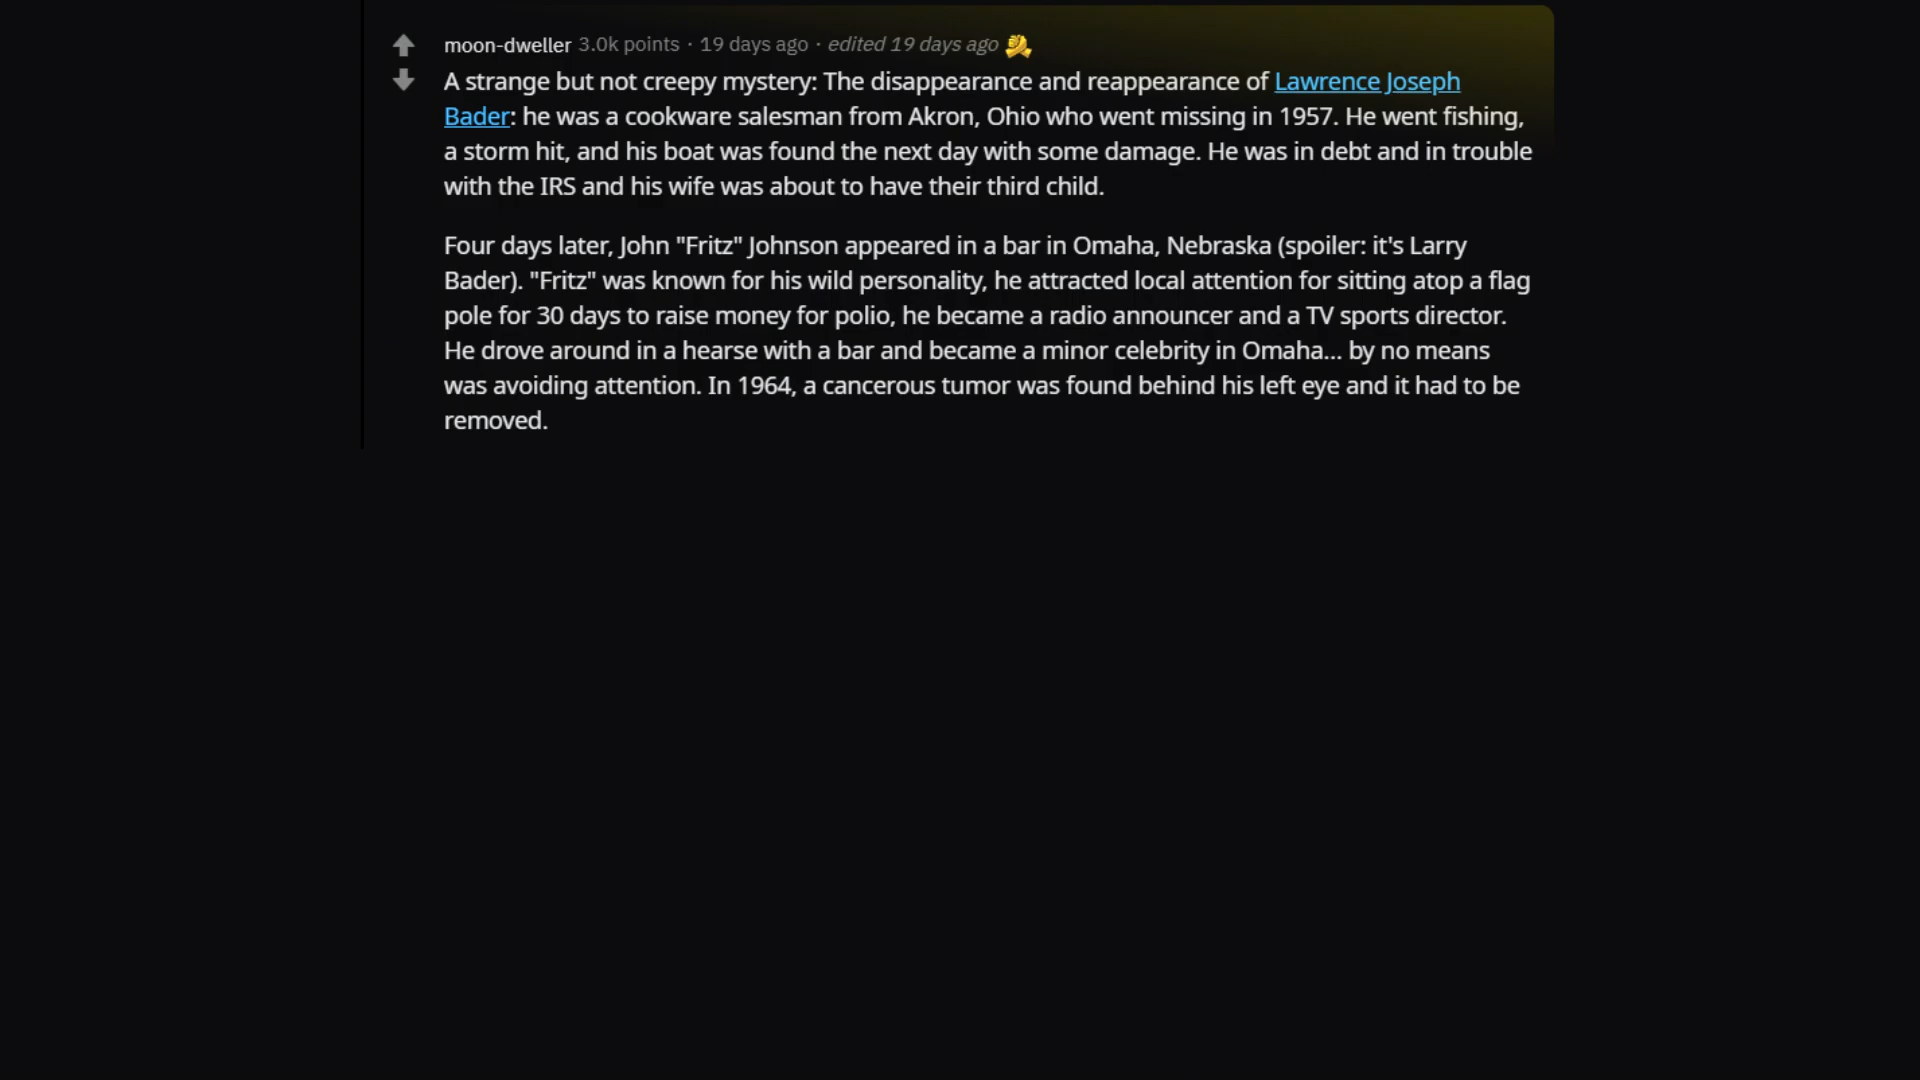 moon-dweller 3.0k points · 19 days ago · edited 19 days ago
A strange but not creepy mystery: The disappearance and reappearance of Lawrence Joseph
Bader: he was a cookware salesman from Akron, Ohio who went missing in 1957. He went fishing,
a storm hit, and his boat was found the next day with some damage. He was in debt and in trouble
with the IRS and his wife was about to have their third child.
Four days later, John "Fritz" Johnson appeared in a bar in Omaha, Nebraska (spoiler: it's Larry
Bader). "Fritz" was known for his wild personality, he attracted local attention for sitting atop a flag
pole for 30 days to raise money for polio, he became a radio announcer and a TV sports director.
He drove around in a hearse with a bar and became a minor celebrity in Omaha... by no means
was avoiding attention. In 1964, a cancerous tumor was found behind his left eye and it had to be
removed.